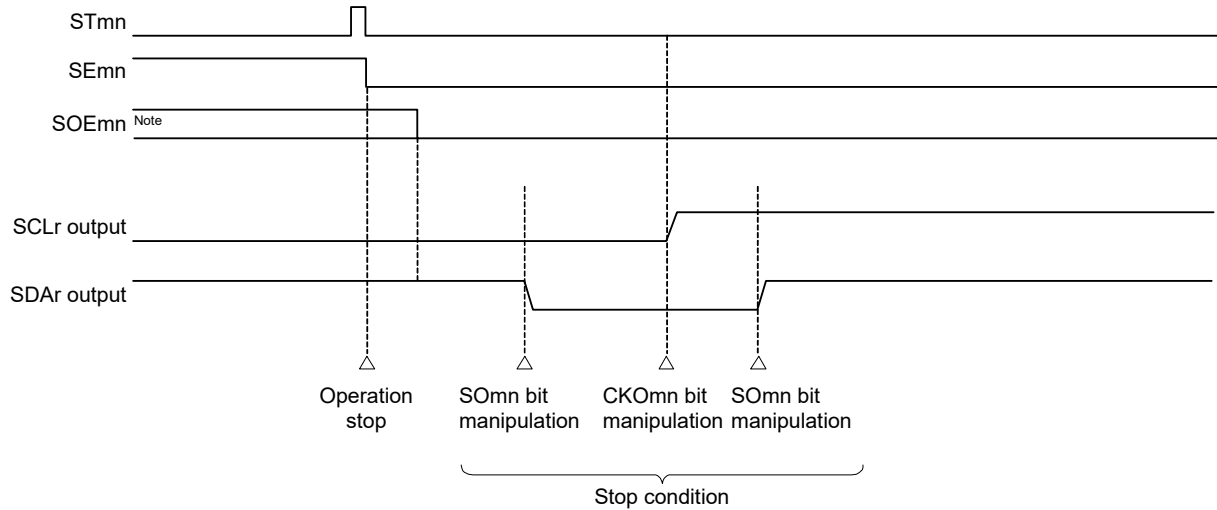 STmn
SEmn
SOEmn Note
SCLr output
SDAr output
Operation
stop
SOmn bit
manipulation
CKOmn bit
manipulation
SOmn bit
manipulation
Stop condition